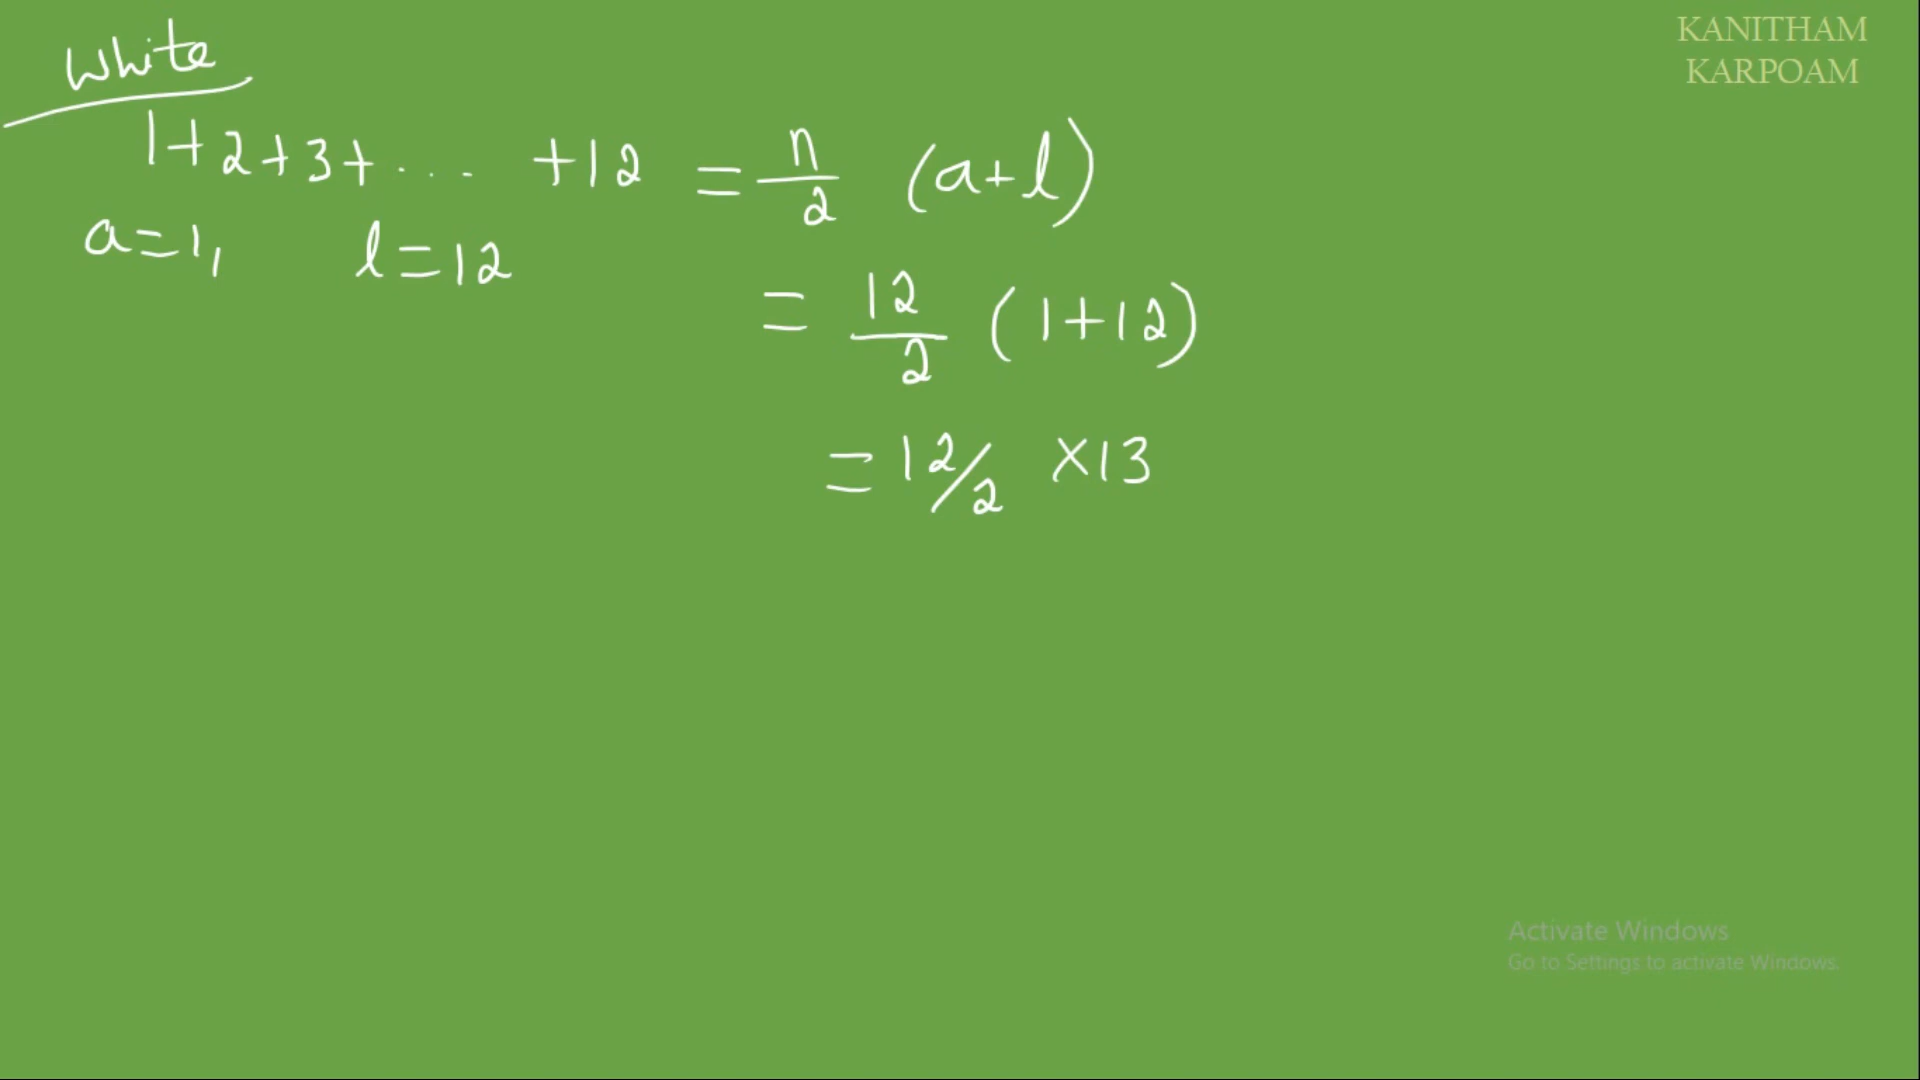 White
KANITHAM
KARPOAM
1+2+3+... +12 = n/2 (a+l)
a=1, l=12
= 12/2 (1+12)
= 12/2 ×13
Activate Windows
Go to Settings to activate Windows.